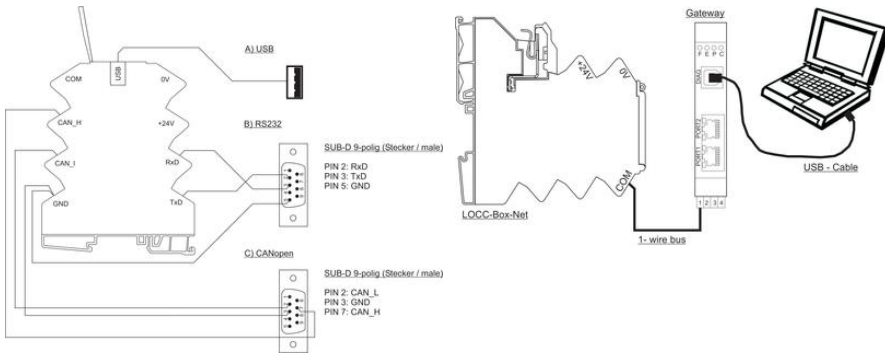 A) USB
USB
COM
0V
CAN_H
+24V
CAN_l
RxD
GND
TxD
B) RS232
SUB-D 9-polig (Stecker / male)
PIN 2: RxD
PIN 3: TxD
PIN 5: GND
C) CANopen
SUB-D 9-polig (Stecker / male)
PIN 2: CAN_L
PIN 3: GND
PIN 7: CAN_H
+24V
0V
COM
LOCC-Box-Net
1- wire bus
Gateway
F E P C
DIAG
PORT2
PORT1
1 2 3 4
USB - Cable